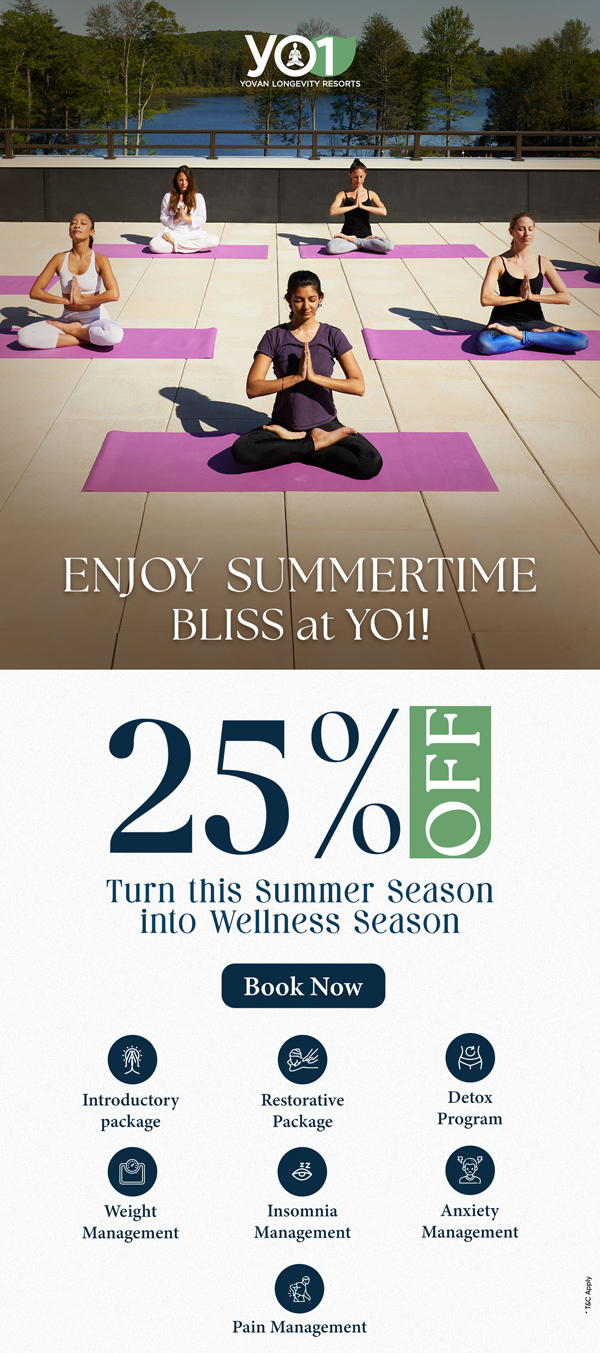 yo1
YOVAN LONGEVITY RESORTS
ENJOY SUMMERTIME
BLISS at YO1!
25% OFF
Turn this Summer Season
into Wellness Season
Book Now
Introductory
package
Restorative
Package
Detox
Program
Weight
Management
Insomnia
Management
Anxiety
Management
Pain Management
* T&C Apply